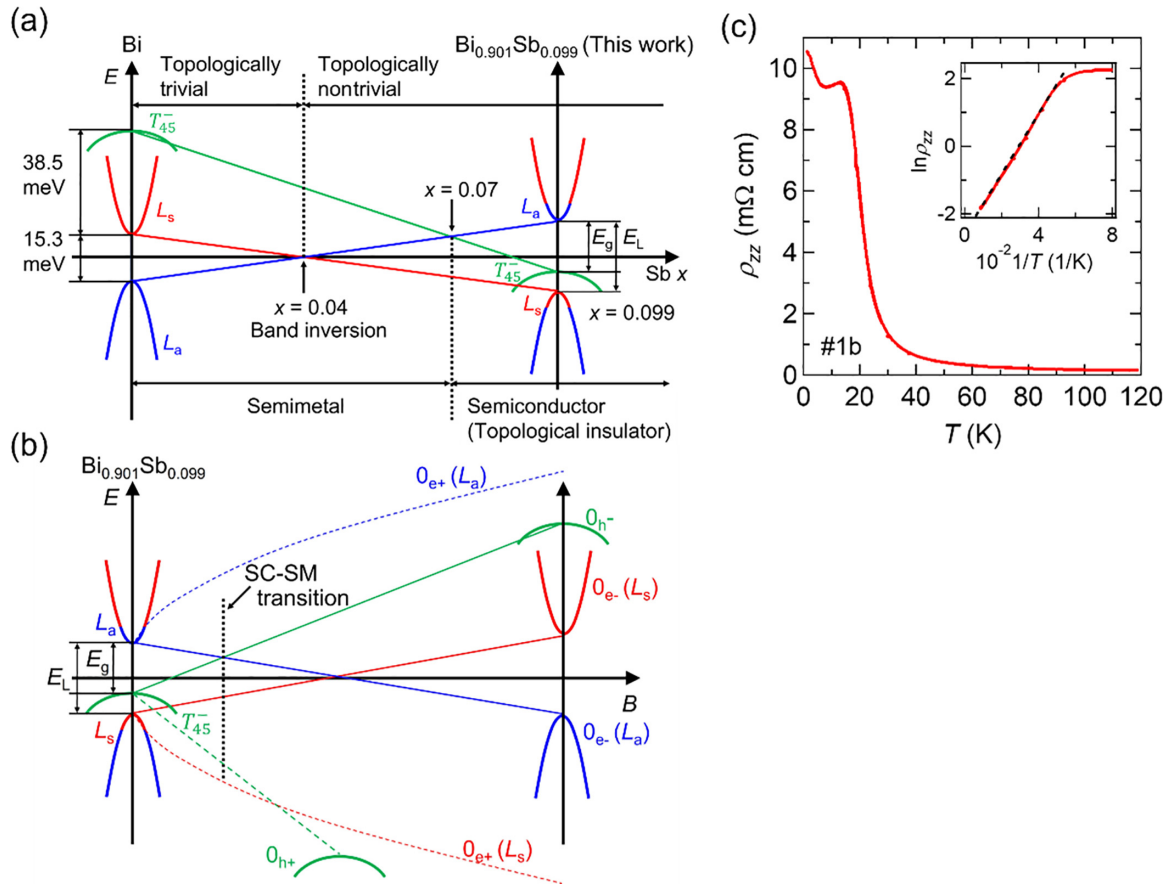 (a)
Bi
E
Topologically trivial
Topologically nontrivial
Bi0.901Sb0.099 (This work)
T45−
38.5 meV
Ls
15.3 meV
La
x = 0.04
Band inversion
x = 0.07
La
Eg
EL
T45−
Sb x
Ls
x = 0.099
Semimetal
Semiconductor
(Topological insulator)
(b)
Bi0.901Sb0.099
E
0e+ (La)
0h-
SC-SM
transition
0e- (Ls)
La
Eg
EL
B
T45−
Ls
0e- (La)
0h+
0e+ (Ls)
(c)
ρzz (mΩ cm)
10
8
6
4
2
0
#1b
0 20 40 60 80 100 120
T (K)
lnρzz
2
0
-2
0 4 8
10-2 1/T (1/K)